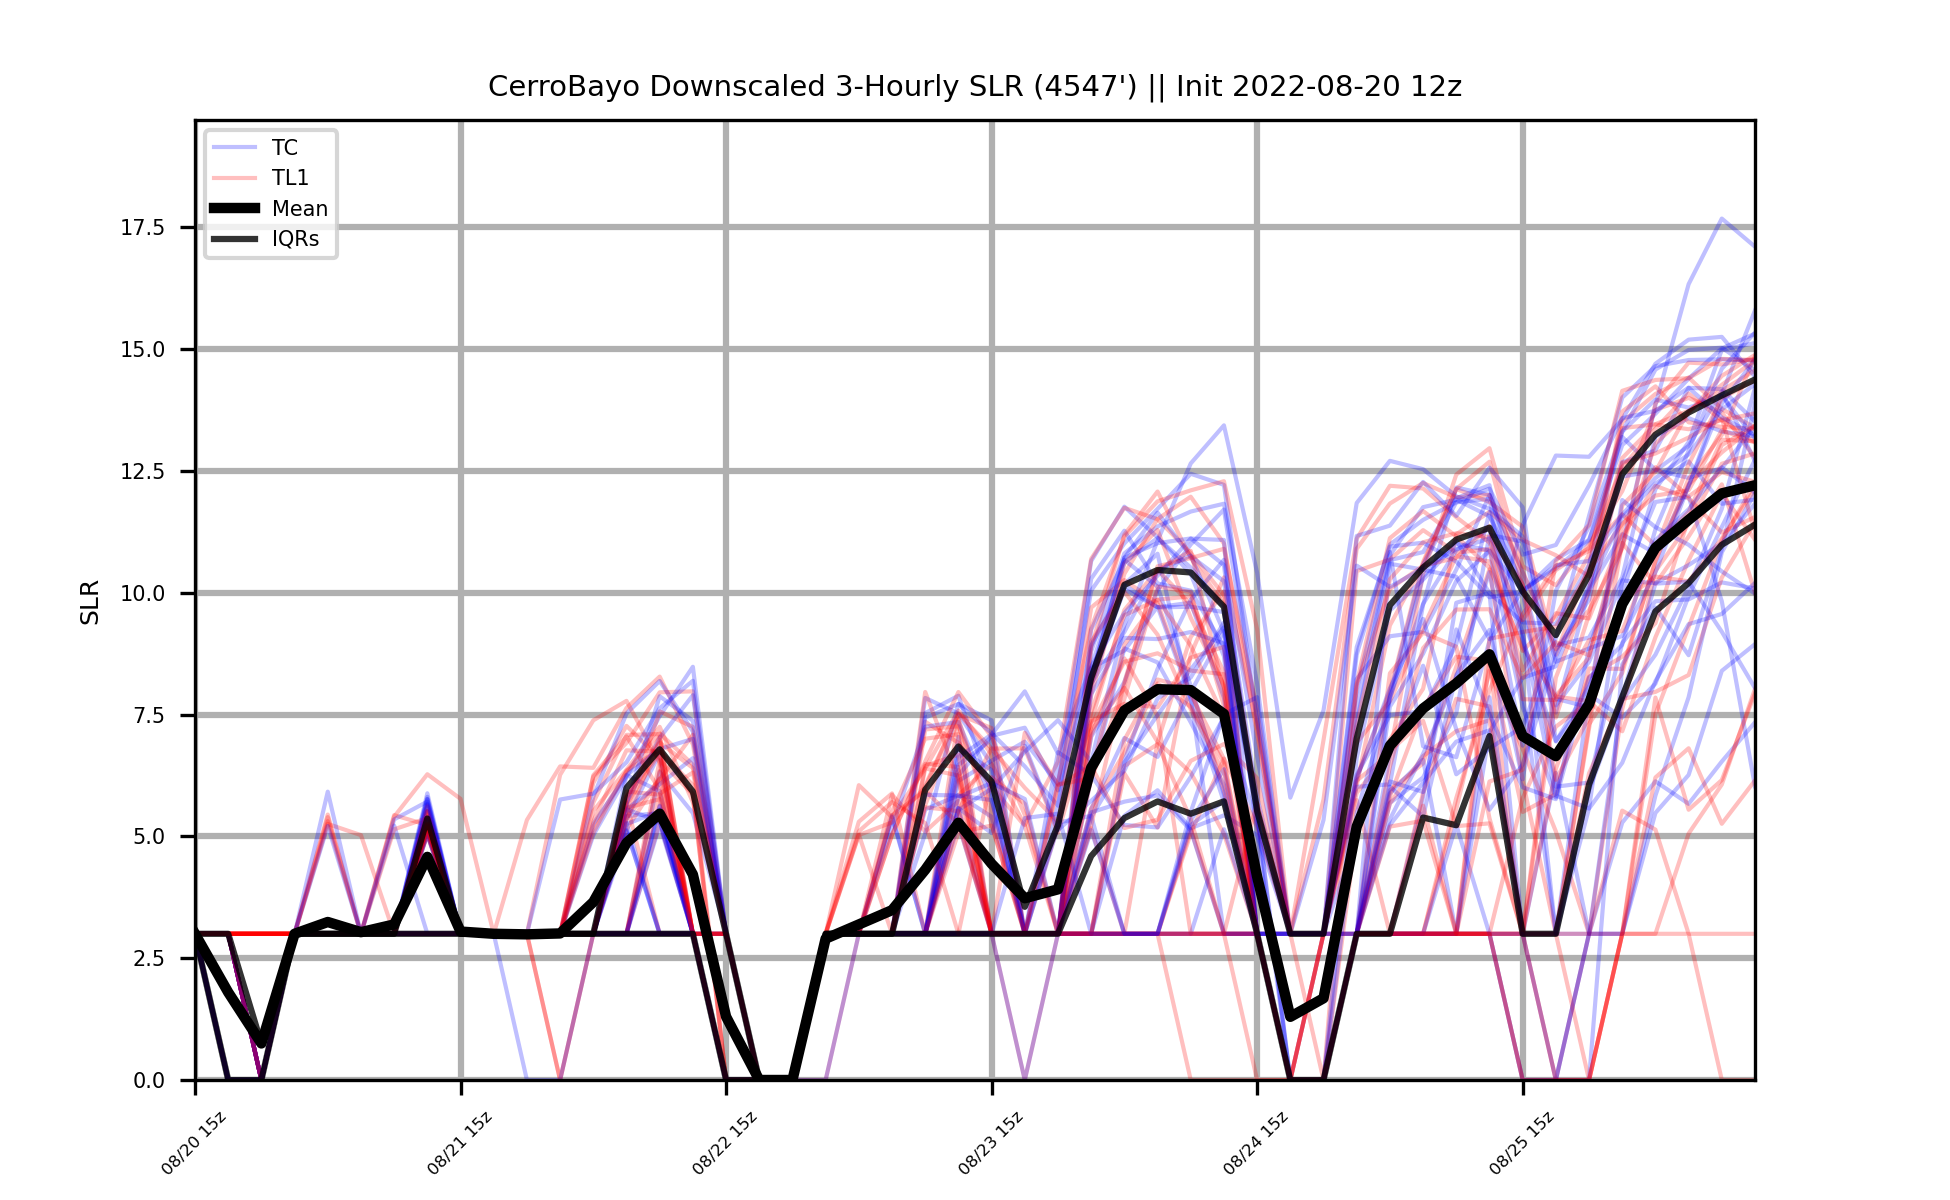 CerroBayo Downscaled 3-Hourly SLR (4547') || Init 2022-08-20 12z
TC
TL1
Mean
IQRs
17.5
15.0
12.5
10.0
7.5
5.0
2.5
0.0
SLR
08/20 15z
08/21 15z
08/22 15z
08/23 15z
08/24 15z
08/25 15z